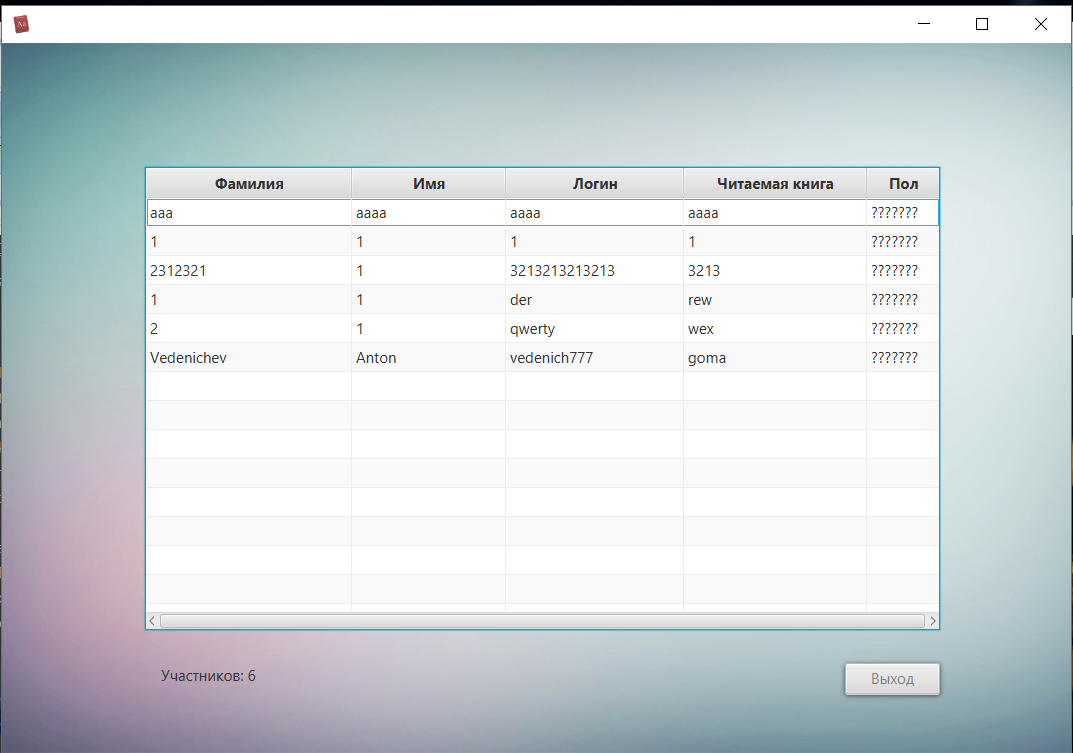 Фамилия Имя Логин Читаемая книга Пол
aaa aaaa aaaa aaaa ???????
1 1 1 1 ???????
2312321 1 3213213213213 3213 ???????
1 1 der rew ???????
2 1 qwerty wex ???????
Vedenichev Anton vedenich777 goma ???????
Участников: 6 Выход